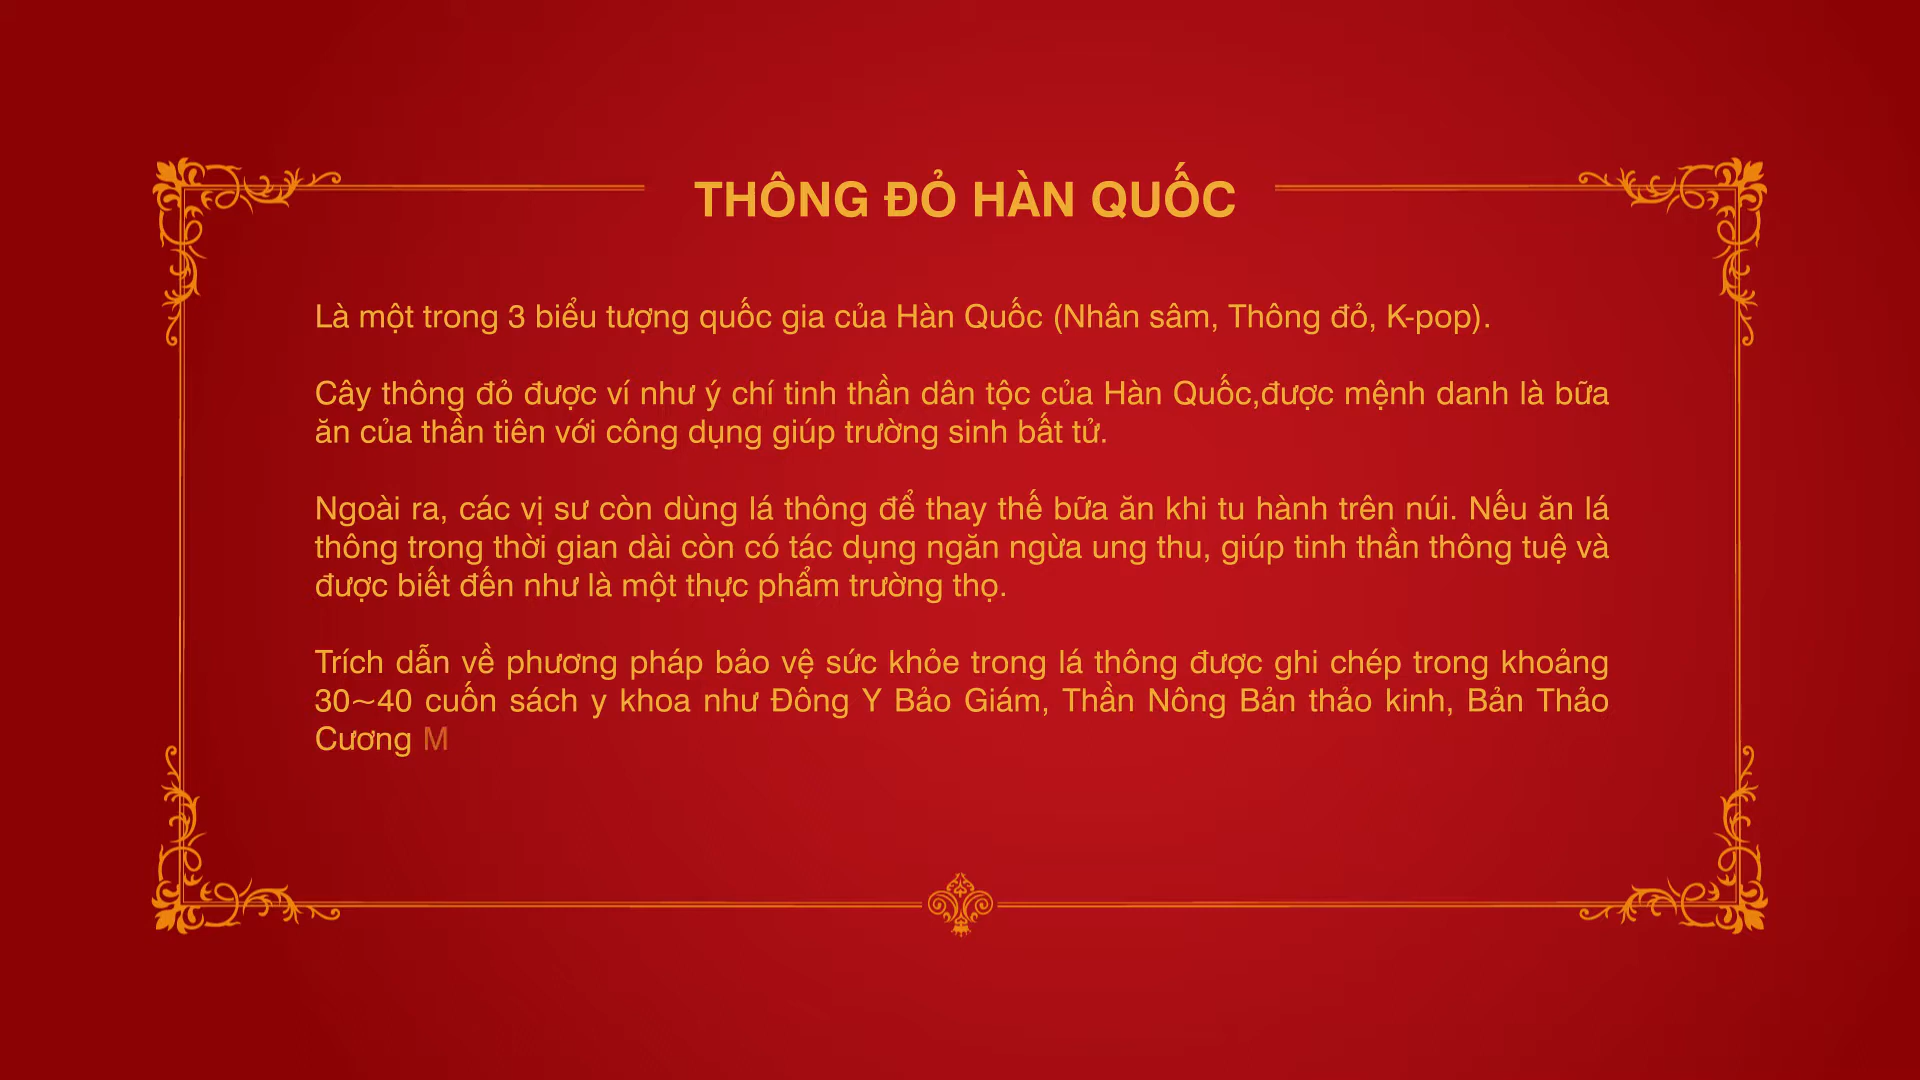 THÔNG ĐỎ HÀN QUỐC
Là một trong 3 biểu tượng quốc gia của Hàn Quốc (Nhân sâm, Thông đỏ, K-pop).
Cây thông đỏ được ví như ý chí tinh thần dân tộc của Hàn Quốc,được mệnh danh là bữa
ăn của thần tiên với công dụng giúp trường sinh bất tử.
Ngoài ra, các vị sư còn dùng lá thông để thay thế bữa ăn khi tu hành trên núi. Nếu ăn lá
thông trong thời gian dài còn có tác dụng ngăn ngừa ung thu, giúp tinh thần thông tuệ và
được biết đến như là một thực phẩm trường thọ.
Trích dẫn về phương pháp bảo vệ sức khỏe trong lá thông được ghi chép trong khoảng
30~40 cuốn sách y khoa như Đông Y Bảo Giám, Thần Nông Bản thảo kinh, Bản Thảo
Cương M